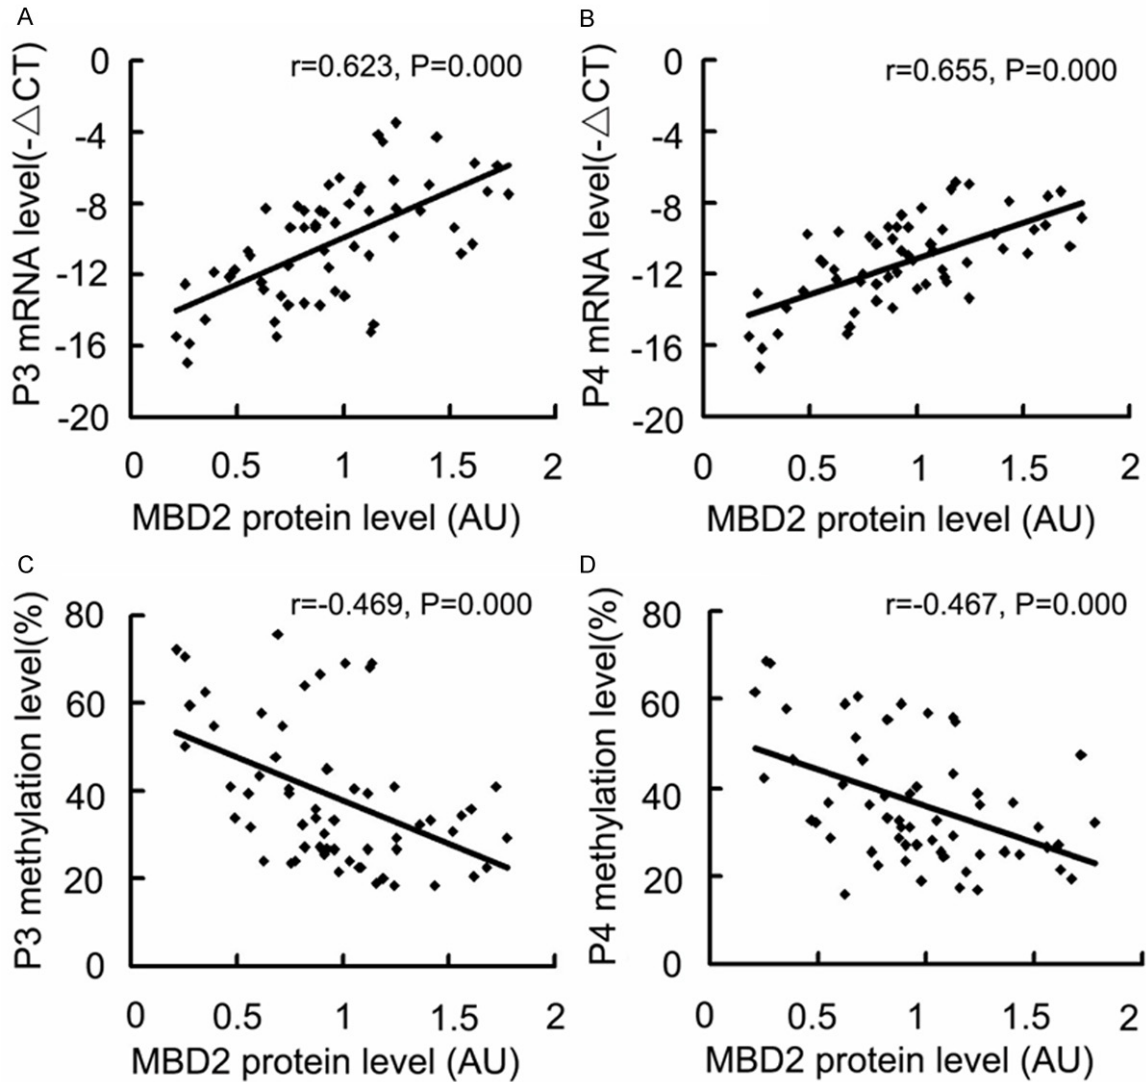 A
P3 mRNA level(-△CT)
r=0.623, P=0.000
0
-4
-8
-12
-16
-20
0 0.5 1 1.5 2
MBD2 protein level (AU)
B
P4 mRNA level(-△CT)
r=0.655, P=0.000
0
-4
-8
-12
-16
-20
0 0.5 1 1.5 2
MBD2 protein level (AU)
C
P3 methylation level(%)
r=-0.469, P=0.000
80
60
40
20
0
0 0.5 1 1.5 2
MBD2 protein level (AU)
D
P4 methylation level(%)
r=-0.467, P=0.000
80
60
40
20
0
0 0.5 1 1.5 2
MBD2 protein level (AU)